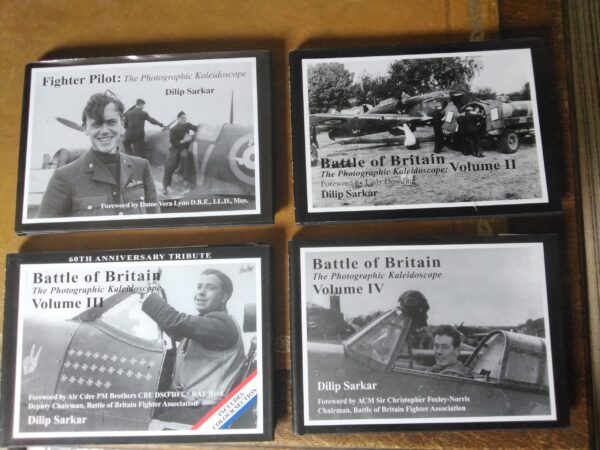 Fighter Pilot: The Photographic Kaleidoscope
Dilip Sarkar
Foreword by Dame Vera Lynn D.B.E., LL.D., Mus.
Battle of Britain
The Photographic Kaleidoscope: Volume II
Foreword by Lady Dowding
Dilip Sarkar
60TH ANNIVERSARY TRIBUTE
Battle of Britain
The Photographic Kaleidoscope
Volume III
Foreword by Air Cdre PM Brothers CBE DSO DFC* RAF Retd.
Deputy Chairman, Battle of Britain Fighter Association
Dilip Sarkar
INCLUDES
COLOUR SECTION
Battle of Britain
The Photographic Kaleidoscope
Volume IV
Dilip Sarkar
Foreword by ACM Sir Christopher Foxley-Norris
Chairman, Battle of Britain Fighter Association